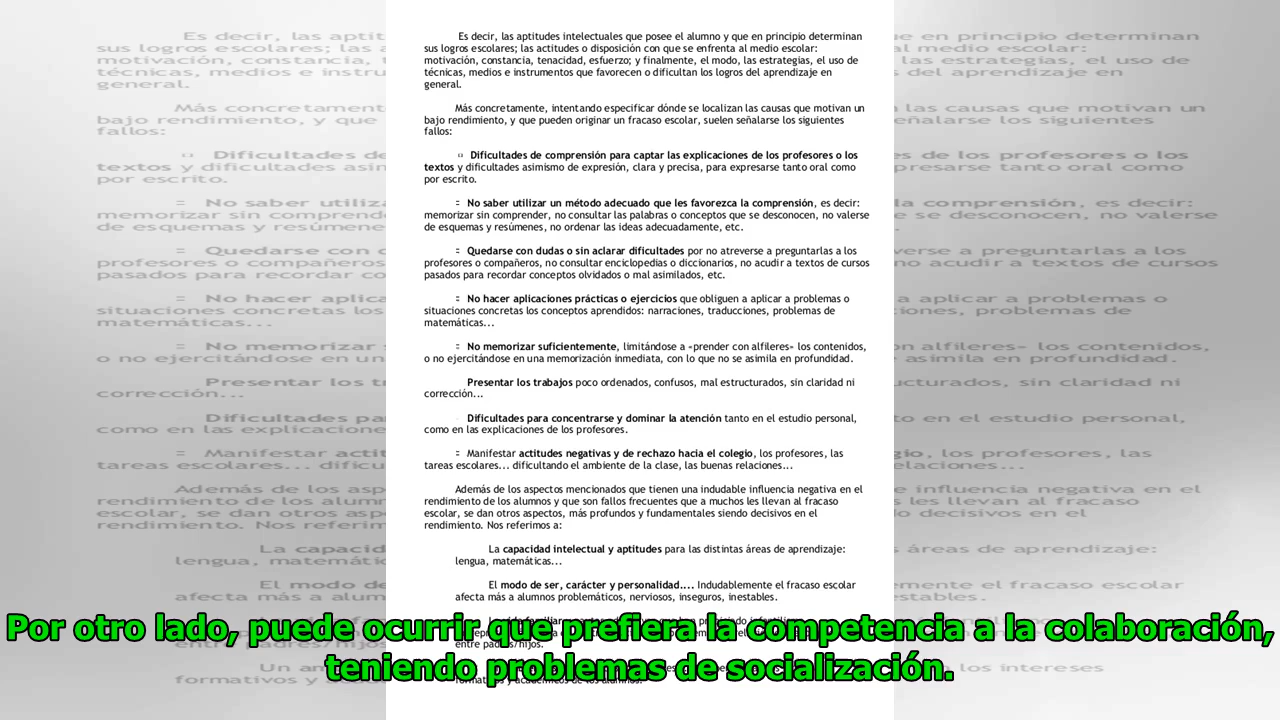 Es decir, las aptitudes intelectuales que posee el alumno y que en principio determinan
sus logros escolares; las actitudes o disposición con que se enfrenta al medio escolar:
motivación, constancia, tenacidad, esfuerzo; y finalmente, el modo, las estrategias, el uso de
técnicas, medios e instrumentos que favorecen o dificultan los logros del aprendizaje en
general.
Más concretamente, intentando especificar dónde se localizan las causas que motivan un
bajo rendimiento, y que pueden originar un fracaso escolar, suelen señalarse los siguientes
fallos:
Dificultades de comprensión para captar las explicaciones de los profesores o los
textos y dificultades asimismo de expresión, clara y precisa, para expresarse tanto oral como
por escrito.
No saber utilizar un método adecuado que les favorezca la comprensión, es decir:
memorizar sin comprender, no consultar las palabras o conceptos que se desconocen, no valerse
de esquemas y resúmenes, no ordenar las ideas adecuadamente, etc.
Quedarse con dudas o sin aclarar dificultades por no atreverse a preguntarlas a los
profesores o compañeros, no consultar enciclopedias o diccionarios, no acudir a textos de cursos
pasados para recordar conceptos olvidados o mal asimilados, etc.
No hacer aplicaciones prácticas o ejercicios que obliguen a aplicar a problemas o
situaciones concretas los conceptos aprendidos: narraciones, traducciones, problemas de
matemáticas...
No memorizar suficientemente, limitándose a «prender con alfileres» los contenidos,
o no ejercitándose en una memorización inmediata, con lo que no se asimila en profundidad.
Presentar los trabajos poco ordenados, confusos, mal estructurados, sin claridad ni
corrección...
Dificultades para concentrarse y dominar la atención tanto en el estudio personal,
como en las explicaciones de los profesores.
Manifestar actitudes negativas y de rechazo hacia el colegio, los profesores, las
tareas escolares... dificultando el ambiente de la clase, las buenas relaciones...
Además de los aspectos mencionados que tienen una indudable influencia negativa en el
rendimiento de los alumnos y que son fallos frecuentes que a muchos les llevan al fracaso
escolar, se dan otros aspectos, más profundos y fundamentales siendo decisivos en el
rendimiento. Nos referimos a:
La capacidad intelectual y aptitudes para las distintas áreas de aprendizaje:
lengua, matemáticas...
El modo de ser, carácter y personalidad.... Indudablemente el fracaso escolar
afecta más a alumnos problemáticos, nerviosos, inseguros, inestables.
entre padres/hijos.
Por otro lado, puede ocurrir que prefiera la competencia a la colaboración,
teniendo problemas de socialización.